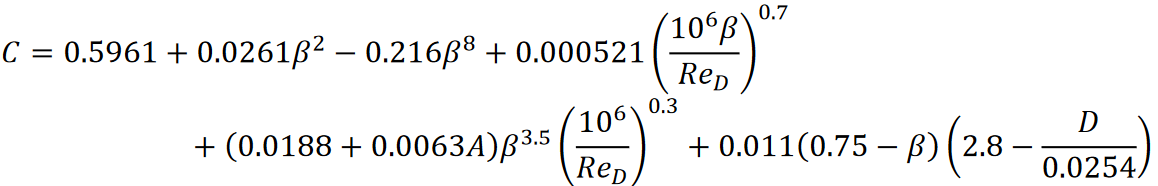 C = 0.5961 + 0.0261β² − 0.216β⁸ + 0.000521 (10⁶β / Re_D)^0.7
+ (0.0188 + 0.0063A)β^3.5 (10⁶ / Re_D)^0.3 + 0.011(0.75 − β) (2.8 − D / 0.0254)